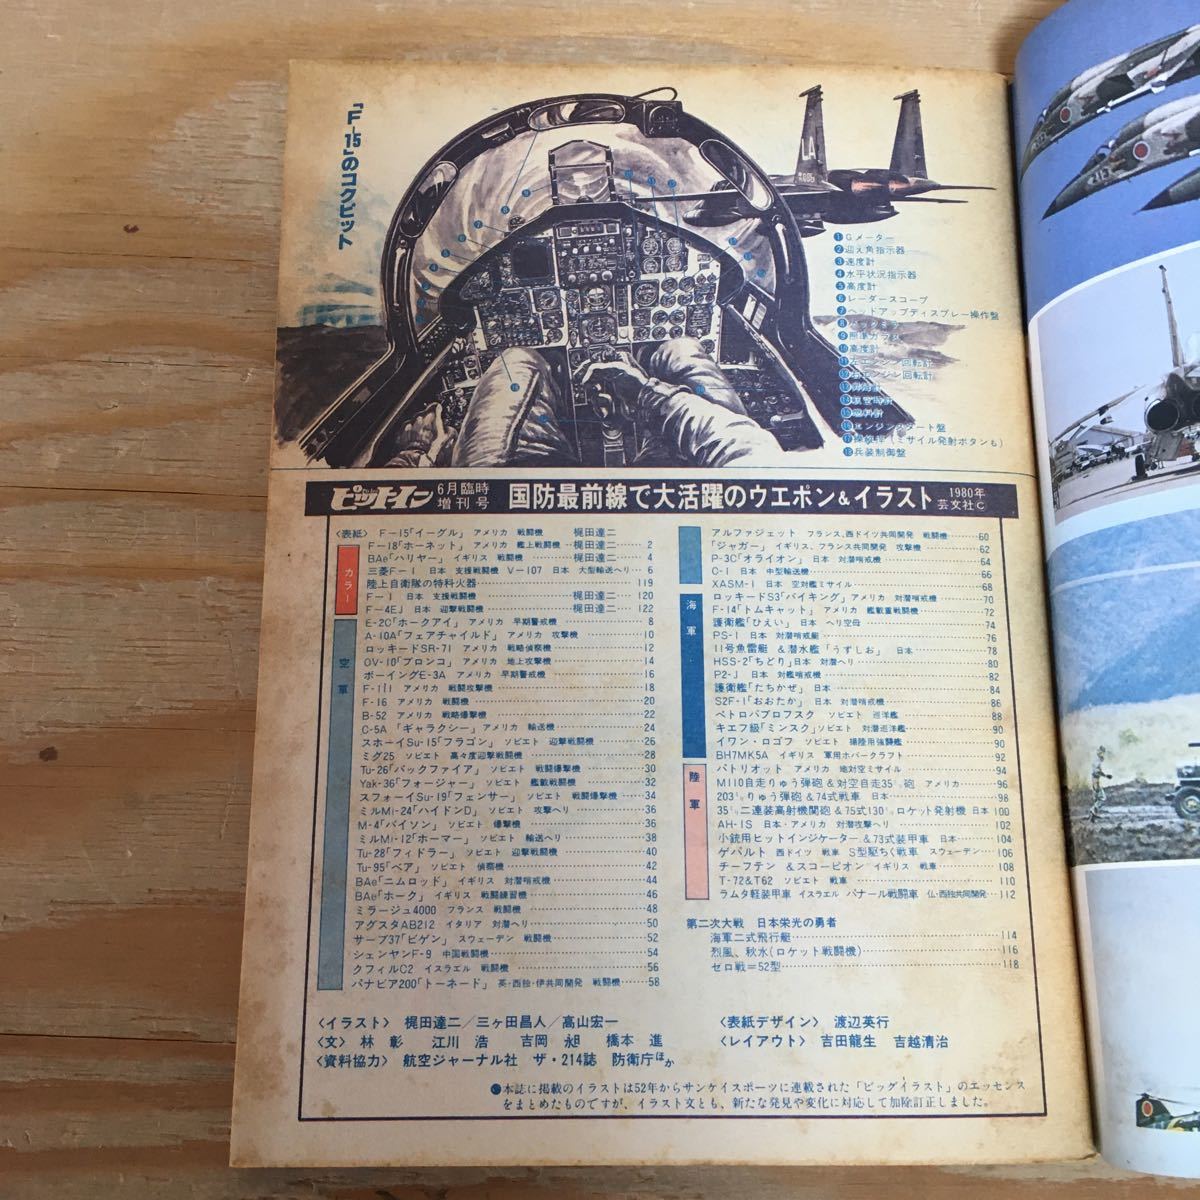 「F-15」のコクピット
LA
❶Gメーター
❷迎え角指示器
❸速度計
❹水平状況指示器
❺高度計
❻レーダースコープ
❼ヘッドアップディスプレー操作盤
❽バックミラー
❾照準ガラス
❿高度計
⓫左エンジン回転計
⓬右エンジン回転計
⓭昇降計
⓮航空時計
⓯燃料計
⓰エンジンスタート盤
⓱操縦桿(ミサイル発射ボタンも)
⓲兵装制御盤
ピットイン 6月臨時増刊号 国防最前線で大活躍のウエポン&イラスト 1980年 芸文社C
〈表紙〉 F-15「イーグル」 アメリカ 戦闘機 梶田達二
カラー
F-18「ホーネット」 アメリカ 艦上戦闘機 梶田達二 2
BAe「ハリヤー」 イギリス 戦闘機 梶田達二 4
三菱F-1 日本 支援戦闘機 V-107 日本 大型輸送ヘリ 6
陸上自衛隊の特科火器 119
F-1 日本 支援戦闘機 梶田達二 120
F-4EJ 日本 迎撃戦闘機 梶田達二 122
空軍
E-2C「ホークアイ」 アメリカ 早期警戒機 8
A-10A「フェアチャイルド」 アメリカ 攻撃機 10
ロッキードSR-71 アメリカ 戦略偵察機 12
OV-10「ブロンコ」 アメリカ 地上攻撃機 14
ボーイングE-3A アメリカ 早期警戒機 16
F-111 アメリカ 戦闘攻撃機 18
F-16 アメリカ 戦闘機 20
B-52 アメリカ 戦略爆撃機 22
C-5A 「ギャラクシー」 アメリカ 輸送機 24
スホーイSu-15「フラゴン」 ソビエト 迎撃戦闘機 26
ミグ25 ソビエト 高々度迎撃戦闘機 28
Tu-26「バックファイア」 ソビエト 戦闘爆撃機 30
Yak-36「フォージャー」 ソビエト 艦載戦闘機 32
スフォーイSu-19「フェンサー」 ソビエト 戦闘爆撃機 34
ミルMi-24「ハイドンD」 ソビエト 攻撃ヘリ 36
M-4「バイソン」 ソビエト 爆撃機 36
ミルMi-12「ホーマー」 ソビエト 輸送ヘリ 38
Tu-28「フィドラー」 ソビエト 迎撃戦闘機 40
Tu-95「ベア」 ソビエト 偵察機 42
BAe「ニムロッド」 イギリス 対潜哨戒機 44
BAe「ホーク」 イギリス 戦闘練習機 46
ミラージュ4000 フランス 戦闘機 48
アグスタAB212 イタリア 対潜ヘリ 50
サーブ37「ビゲン」 スウェーデン 戦闘機 52
シェンヤンF-9 中国戦闘機 54
クフィルC2 イスラエル 戦闘機 56
パナビア200「トーネード」 英・西独・伊共同開発 戦闘機 58
アルファジェット フランス、西ドイツ共同開発 戦闘機 60
「ジャガー」 イギリス、フランス共同開発 攻撃機 62
P-3C「オライオン」 日本 対潜哨戒機 64
C-1 日本 中型輸送機 66
XASM-1 日本 空対艦ミサイル 68
海軍
ロッキードS3「バイキング」 アメリカ 対潜哨戒機 70
F-14「トムキャット」 アメリカ 艦載重戦闘機 72
護衛艦「ひえい」 日本 ヘリ空母 74
PS-1 日本 対潜哨戒艇 76
11号魚雷艇 &潜水艦「うずしお」 日本 78
HSS-2「ちどり」 日本 対潜ヘリ 80
P2-J 日本 対艦哨戒機 82
護衛艦「たちかぜ」 日本 84
S2F-1「おおたか」 日本 対潜哨戒機 86
ペトロパブロフスク ソビエト 巡洋艦 88
キエフ級「ミンスク」 ソビエト 対潜巡洋艦 90
イワン・ロゴフ ソビエト 揚陸用強襲艦 90
BH7MK5A イギリス 軍用ホバークラフト 92
陸軍
パトリオット アメリカ 地対空ミサイル 94
M110自走りゅう弾砲&対空自走35㍉砲 アメリカ 96
203㍉りゅう弾砲&74式戦車 日本 98
35㍉二連装高射機関砲&75式130㍉ロケット発射機 日本 100
AH-1S 日本・アメリカ 対潜攻撃ヘリ 102
小銃用ヒットインジケーター&73式装甲車 日本 104
ゲパルト 西ドイツ 戦車 S型駆ちく戦車 スウェーデン 106
チーフテン &スコーピオン イギリス 戦車 108
T-72&T62 ソビエト 戦車 110
ラムタ軽装甲車 イスラエル パナール戦闘車 仏・西独共同開発 112
第二次大戦 日本栄光の勇者
海軍二式飛行艇 114
烈風、秋水(ロケット戦闘機) 116
ゼロ戦=52型 118
〈イラスト〉 梶田達二/三ヶ田昌人/高山宏一
〈文〉 林 彰 江川 浩 吉岡 昶 橋本 進
〈資料協力〉 航空ジャーナル社 ザ・214誌 防衛庁ほか
〈表紙デザイン〉 渡辺英行
〈レイアウト〉 吉田龍生 吉越清治
●本誌に掲載のイラストは52年からサンケイスポーツに連載された「ビッグイラスト」のエッセンス
をまとめたものですが、イラスト文とも、新たな発見や変化に対応して加除訂正しました。